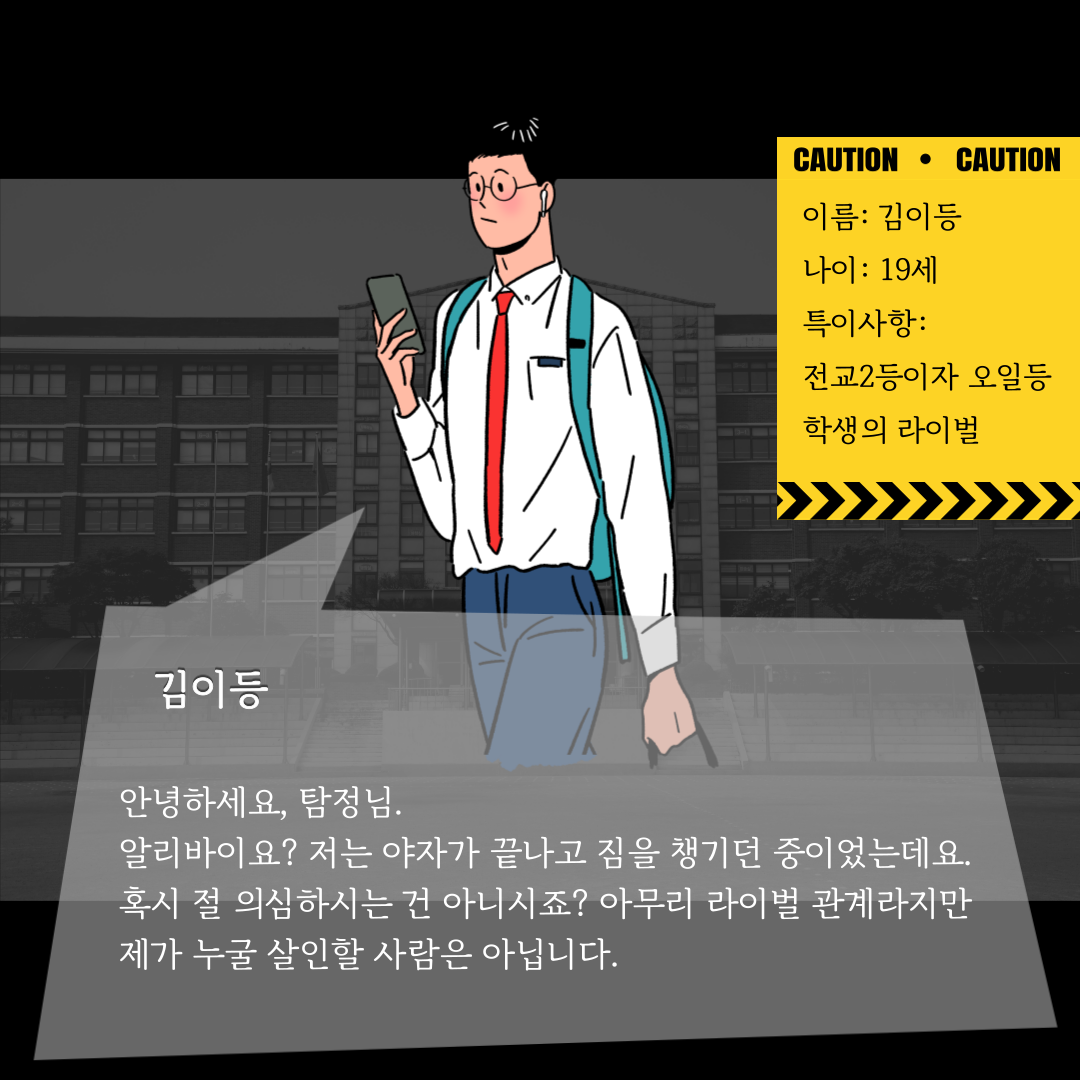 CAUTION • CAUTION
이름: 김이등
나이: 19세
특이사항:
전교2등이자 오일등
학생의 라이벌
김이등
안녕하세요, 탐정님.
알리바이요? 저는 야자가 끝나고 짐을 챙기던 중이었는데요.
혹시 절 의심하시는 건 아니시죠? 아무리 라이벌 관계라지만
제가 누굴 살인할 사람은 아닙니다.